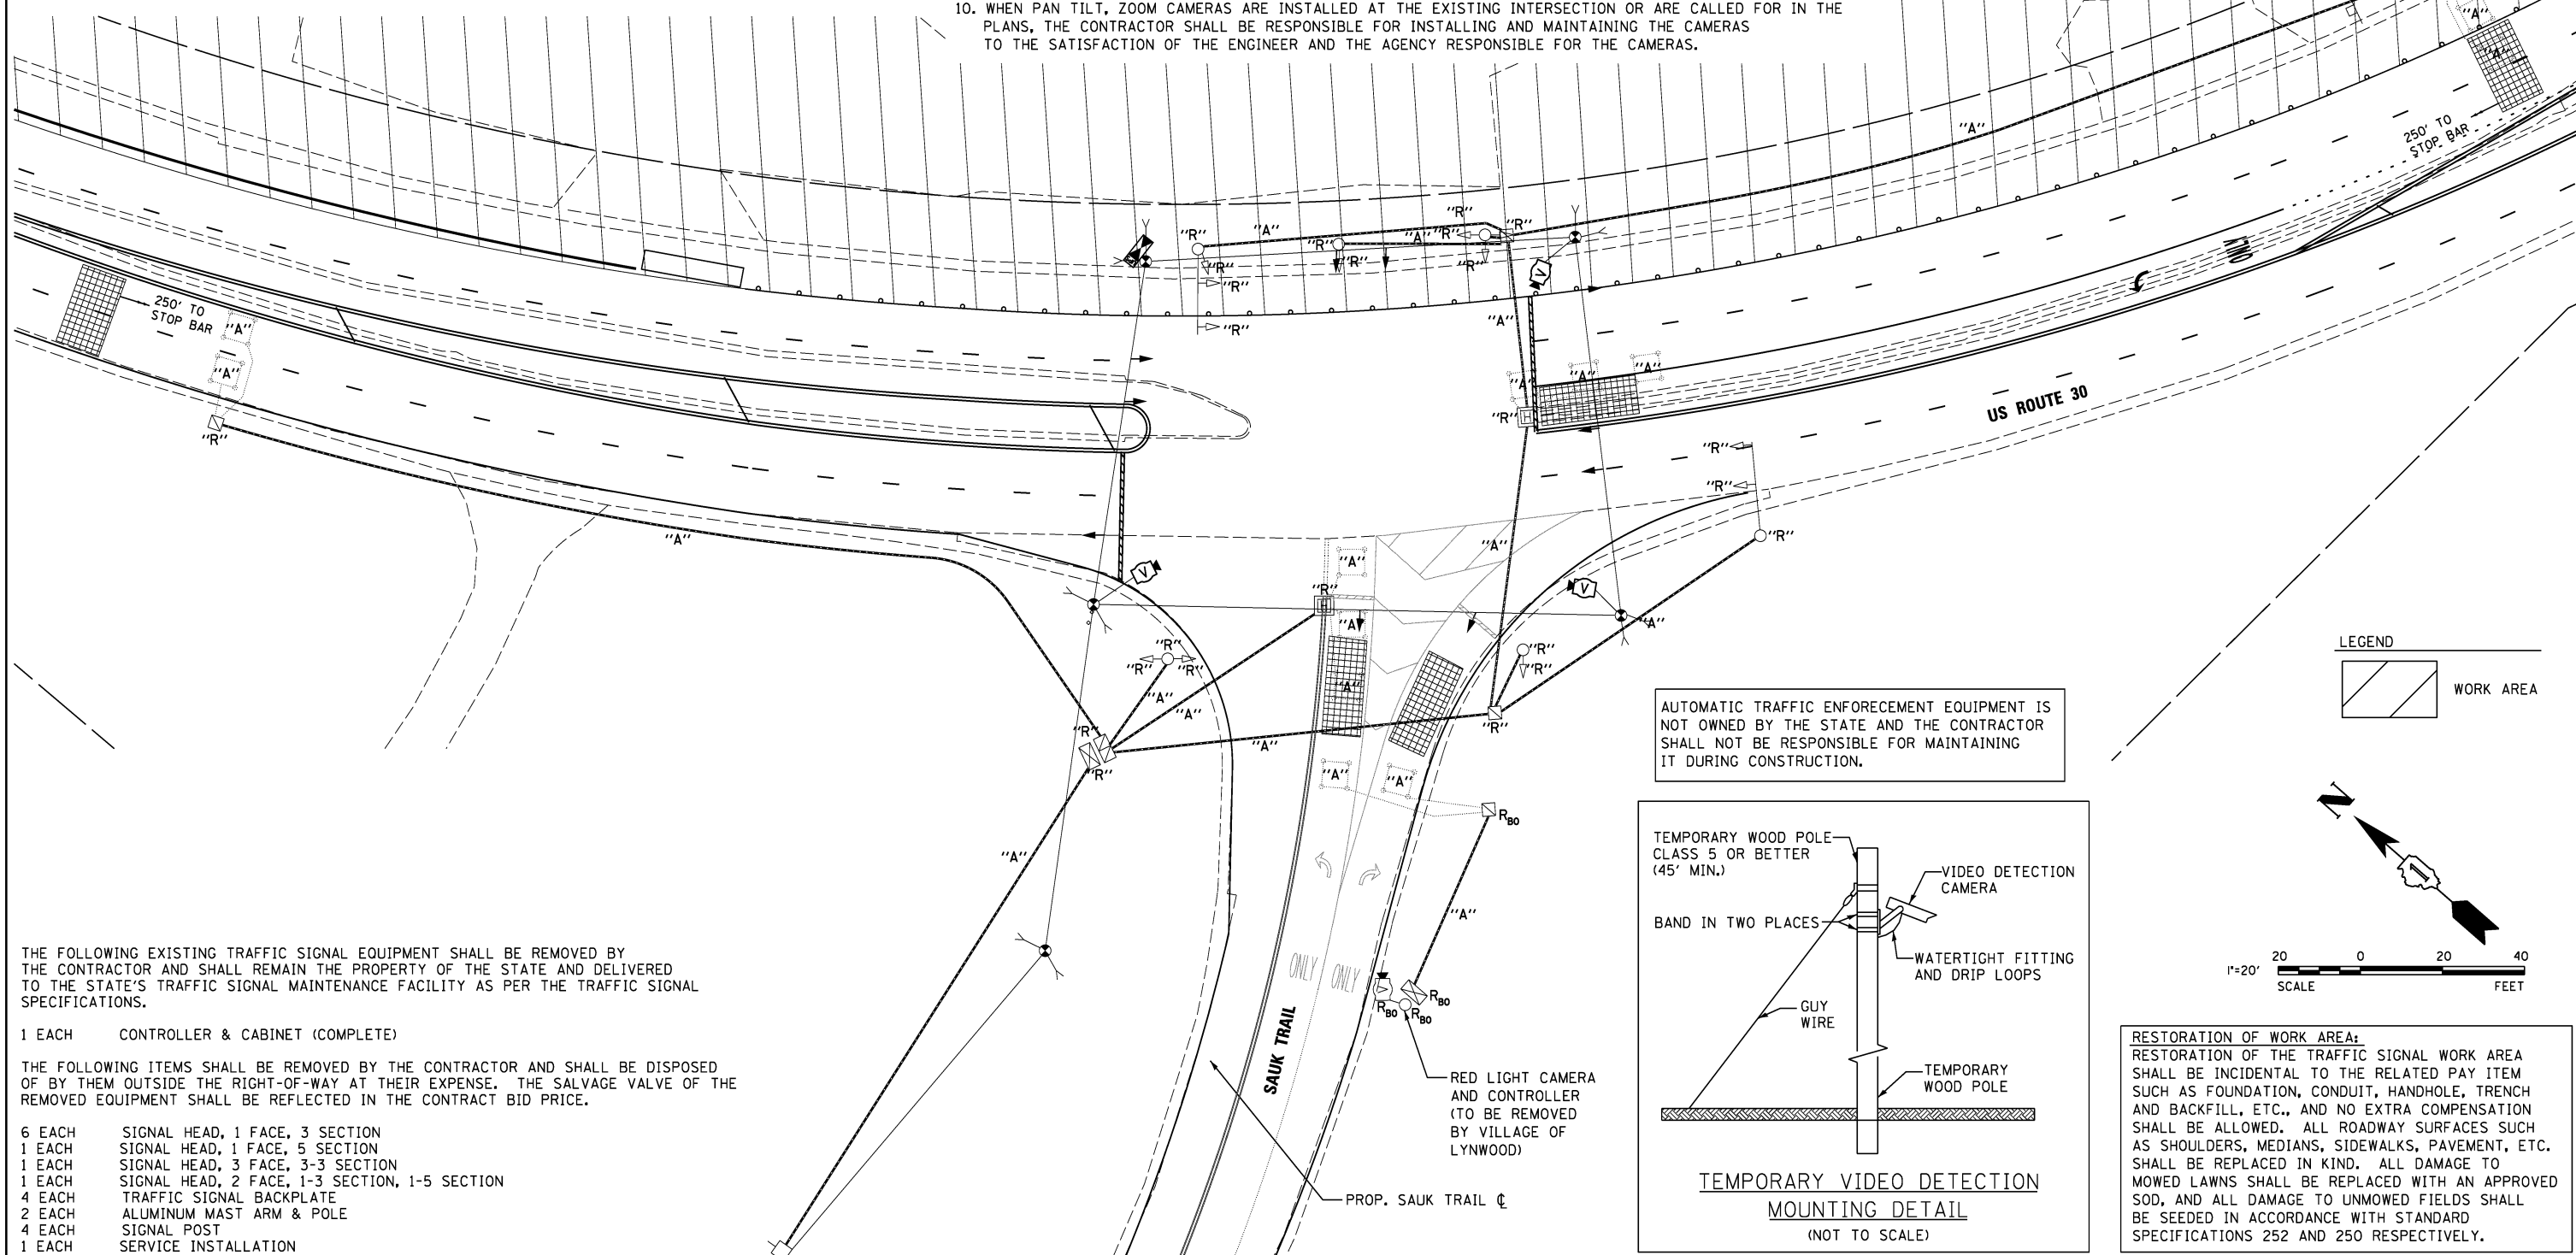 10. WHEN PAN TILT, ZOOM CAMERAS ARE INSTALLED AT THE EXISTING INTERSECTION OR ARE CALLED FOR IN THE
PLANS, THE CONTRACTOR SHALL BE RESPONSIBLE FOR INSTALLING AND MAINTAINING THE CAMERAS
TO THE SATISFACTION OF THE ENGINEER AND THE AGENCY RESPONSIBLE FOR THE CAMERAS.
"A"
"A"
"A"
250' TO
STOP BAR
"R"
"R"
"A"
"R"
"A"
"R"
"R"
"R"
"R"
"R"
"R"
"R"
V
250' TO
STOP BAR
"A"
"A"
"R"
"A"
"A"
"A"
"A"
"R"
H
US ROUTE 30
"R"
"R"
"R"
"A"
"A"
"A"
V
V
"R"
H
"A"
"A"
"R"
"R"
"R"
"R"
"R"
"A"
"A"
"A"
"R"
"R"
"A"
"R"
"A"
"A"
RBO
"A"
"A"
ONLY
ONLY
RBO
RBO
RBO
SAUK TRAIL
RED LIGHT CAMERA
AND CONTROLLER
(TO BE REMOVED
BY VILLAGE OF
LYNWOOD)
PROP. SAUK TRAIL ℄
LEGEND
WORK AREA
AUTOMATIC TRAFFIC ENFORECEMENT EQUIPMENT IS
NOT OWNED BY THE STATE AND THE CONTRACTOR
SHALL NOT BE RESPONSIBLE FOR MAINTAINING
IT DURING CONSTRUCTION.
TEMPORARY WOOD POLE
CLASS 5 OR BETTER
(45' MIN.)
VIDEO DETECTION
CAMERA
BAND IN TWO PLACES
WATERTIGHT FITTING
AND DRIP LOOPS
GUY
WIRE
TEMPORARY
WOOD POLE
TEMPORARY VIDEO DETECTION
MOUNTING DETAIL
(NOT TO SCALE)
N
20 0 20 40
1"=20'
SCALE FEET
RESTORATION OF WORK AREA:
RESTORATION OF THE TRAFFIC SIGNAL WORK AREA
SHALL BE INCIDENTAL TO THE RELATED PAY ITEM
SUCH AS FOUNDATION, CONDUIT, HANDHOLE, TRENCH
AND BACKFILL, ETC., AND NO EXTRA COMPENSATION
SHALL BE ALLOWED. ALL ROADWAY SURFACES SUCH
AS SHOULDERS, MEDIANS, SIDEWALKS, PAVEMENT, ETC.
SHALL BE REPLACED IN KIND. ALL DAMAGE TO
MOWED LAWNS SHALL BE REPLACED WITH AN APPROVED
SOD, AND ALL DAMAGE TO UNMOWED FIELDS SHALL
BE SEEDED IN ACCORDANCE WITH STANDARD
SPECIFICATIONS 252 AND 250 RESPECTIVELY.
THE FOLLOWING EXISTING TRAFFIC SIGNAL EQUIPMENT SHALL BE REMOVED BY
THE CONTRACTOR AND SHALL REMAIN THE PROPERTY OF THE STATE AND DELIVERED
TO THE STATE'S TRAFFIC SIGNAL MAINTENANCE FACILITY AS PER THE TRAFFIC SIGNAL
SPECIFICATIONS.
1 EACH CONTROLLER & CABINET (COMPLETE)
THE FOLLOWING ITEMS SHALL BE REMOVED BY THE CONTRACTOR AND SHALL BE DISPOSED
OF BY THEM OUTSIDE THE RIGHT-OF-WAY AT THEIR EXPENSE. THE SALVAGE VALVE OF THE
REMOVED EQUIPMENT SHALL BE REFLECTED IN THE CONTRACT BID PRICE.
6 EACH SIGNAL HEAD, 1 FACE, 3 SECTION
1 EACH SIGNAL HEAD, 1 FACE, 5 SECTION
1 EACH SIGNAL HEAD, 3 FACE, 3-3 SECTION
1 EACH SIGNAL HEAD, 2 FACE, 1-3 SECTION, 1-5 SECTION
4 EACH TRAFFIC SIGNAL BACKPLATE
2 EACH ALUMINUM MAST ARM & POLE
4 EACH SIGNAL POST
1 EACH SERVICE INSTALLATION